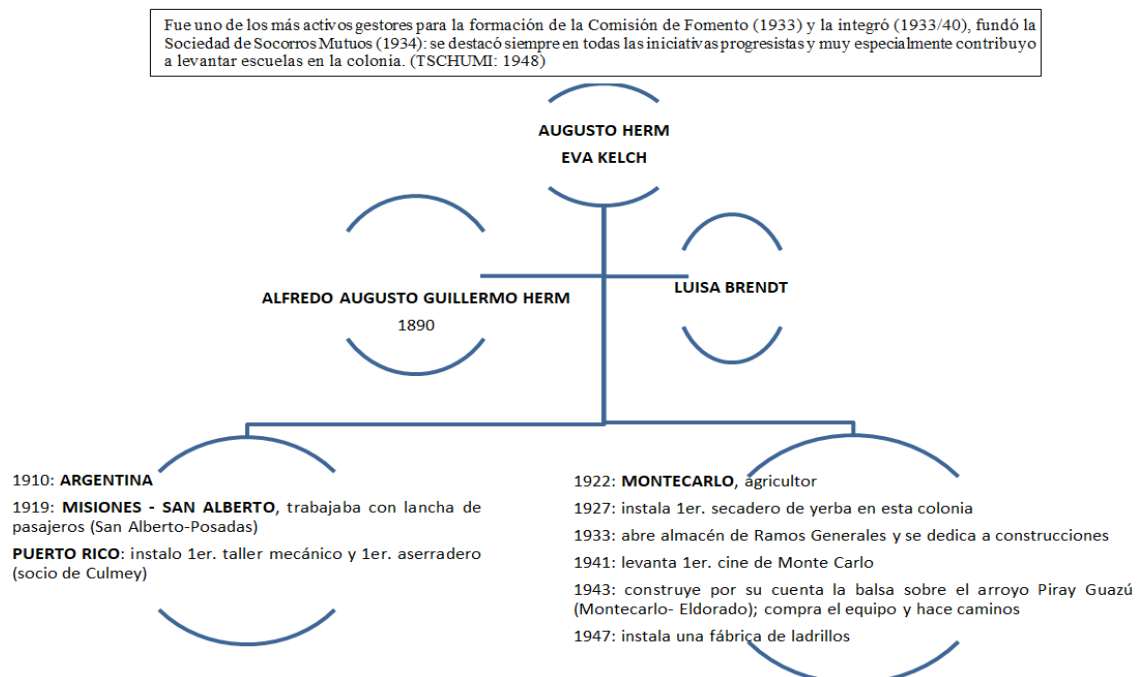 Fue uno de los más activos gestores para la formación de la Comisión de Fomento (1933) y la integró (1933/40), fundó la
Sociedad de Socorros Mutuos (1934): se destacó siempre en todas las iniciativas progresistas y muy especialmente contribuyo
a levantar escuelas en la colonia. (TSCHUMI: 1948)
AUGUSTO HERM
EVA KELCH
ALFREDO AUGUSTO GUILLERMO HERM
1890
LUISA BRENDT
1910: ARGENTINA
1919: MISIONES - SAN ALBERTO, trabajaba con lancha de
pasajeros (San Alberto-Posadas)
PUERTO RICO: instalo 1er. taller mecánico y 1er. aserradero
(socio de Culmey)
1922: MONTECARLO, agricultor
1927: instala 1er. secadero de yerba en esta colonia
1933: abre almacén de Ramos Generales y se dedica a construcciones
1941: levanta 1er. cine de Monte Carlo
1943: construye por su cuenta la balsa sobre el arroyo Piray Guazú
(Montecarlo- Eldorado); compra el equipo y hace caminos
1947: instala una fábrica de ladrillos